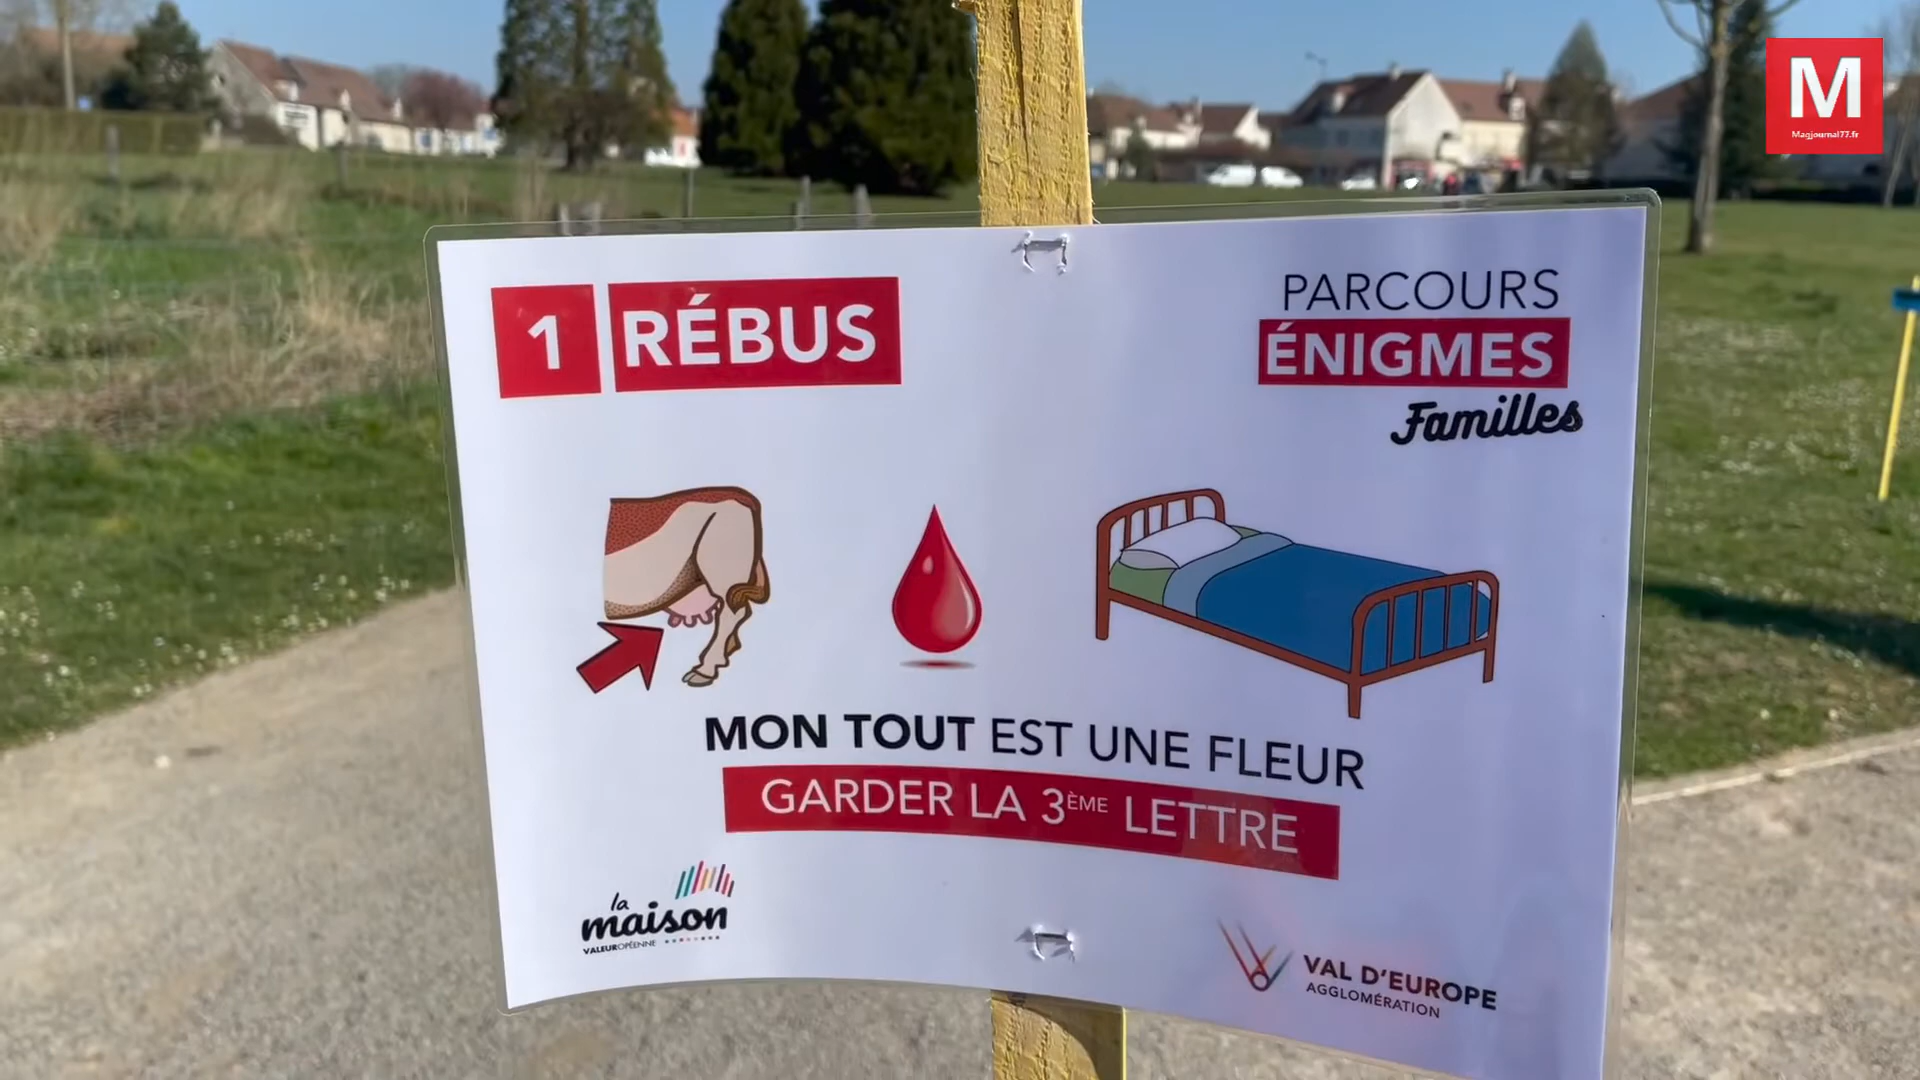 M
Magjournal77.fr
1 RÉBUS
PARCOURS
ÉNIGMES
Familles
MON TOUT EST UNE FLEUR
GARDER LA 3ÈME LETTRE
la
maison
VALEUROPÉENNE
VAL D'EUROPE
AGGLOMÉRATION